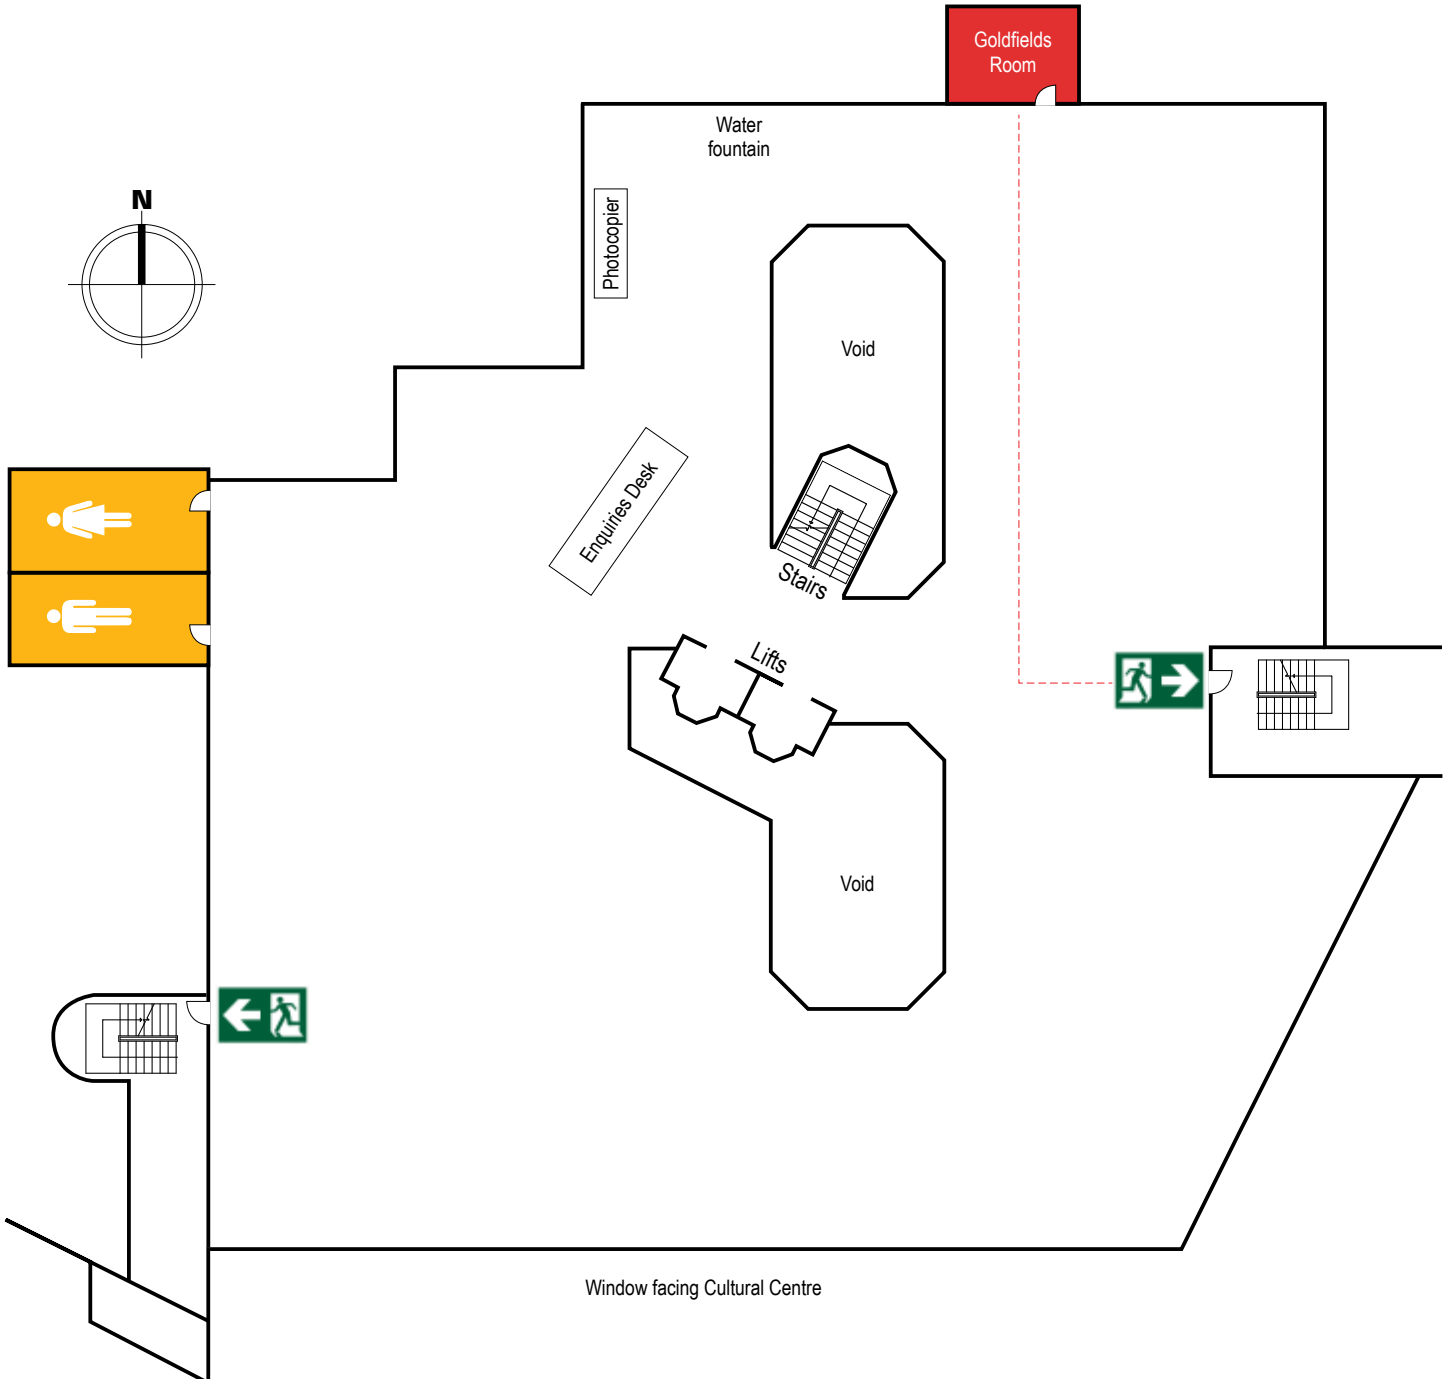 Goldfields
Room
Water
fountain
N
Photocopier
Void
Enquiries Desk
Stairs
Lifts
Void
Window facing Cultural Centre